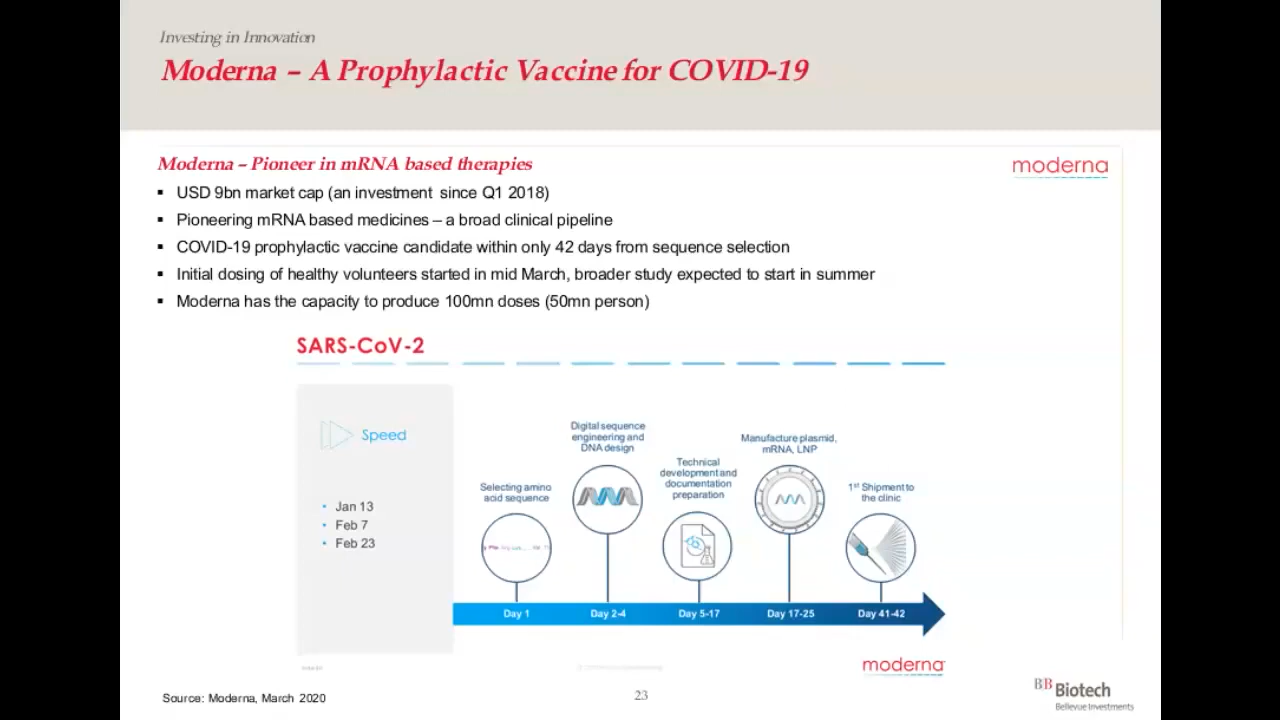 Investing in Innovation
Moderna – A Prophylactic Vaccine for COVID-19
Moderna – Pioneer in mRNA based therapies
moderna
▪ USD 9bn market cap (an investment since Q1 2018)
▪ Pioneering mRNA based medicines – a broad clinical pipeline
▪ COVID-19 prophylactic vaccine candidate within only 42 days from sequence selection
▪ Initial dosing of healthy volunteers started in mid March, broader study expected to start in summer
▪ Moderna has the capacity to produce 100mn doses (50mn person)
SARS-CoV-2
Speed
• Jan 13
• Feb 7
• Feb 23
Selecting amino
acid sequence
Digital sequence
engineering and
DNA design
Technical
development and
documentation
preparation
Manufacture plasmid,
mRNA, LNP
1st Shipment to
the clinic
Day 1
Day 2-4
Day 5-17
Day 17-25
Day 41-42
moderna
Source: Moderna, March 2020
23
BB Biotech
Bellevue Investments